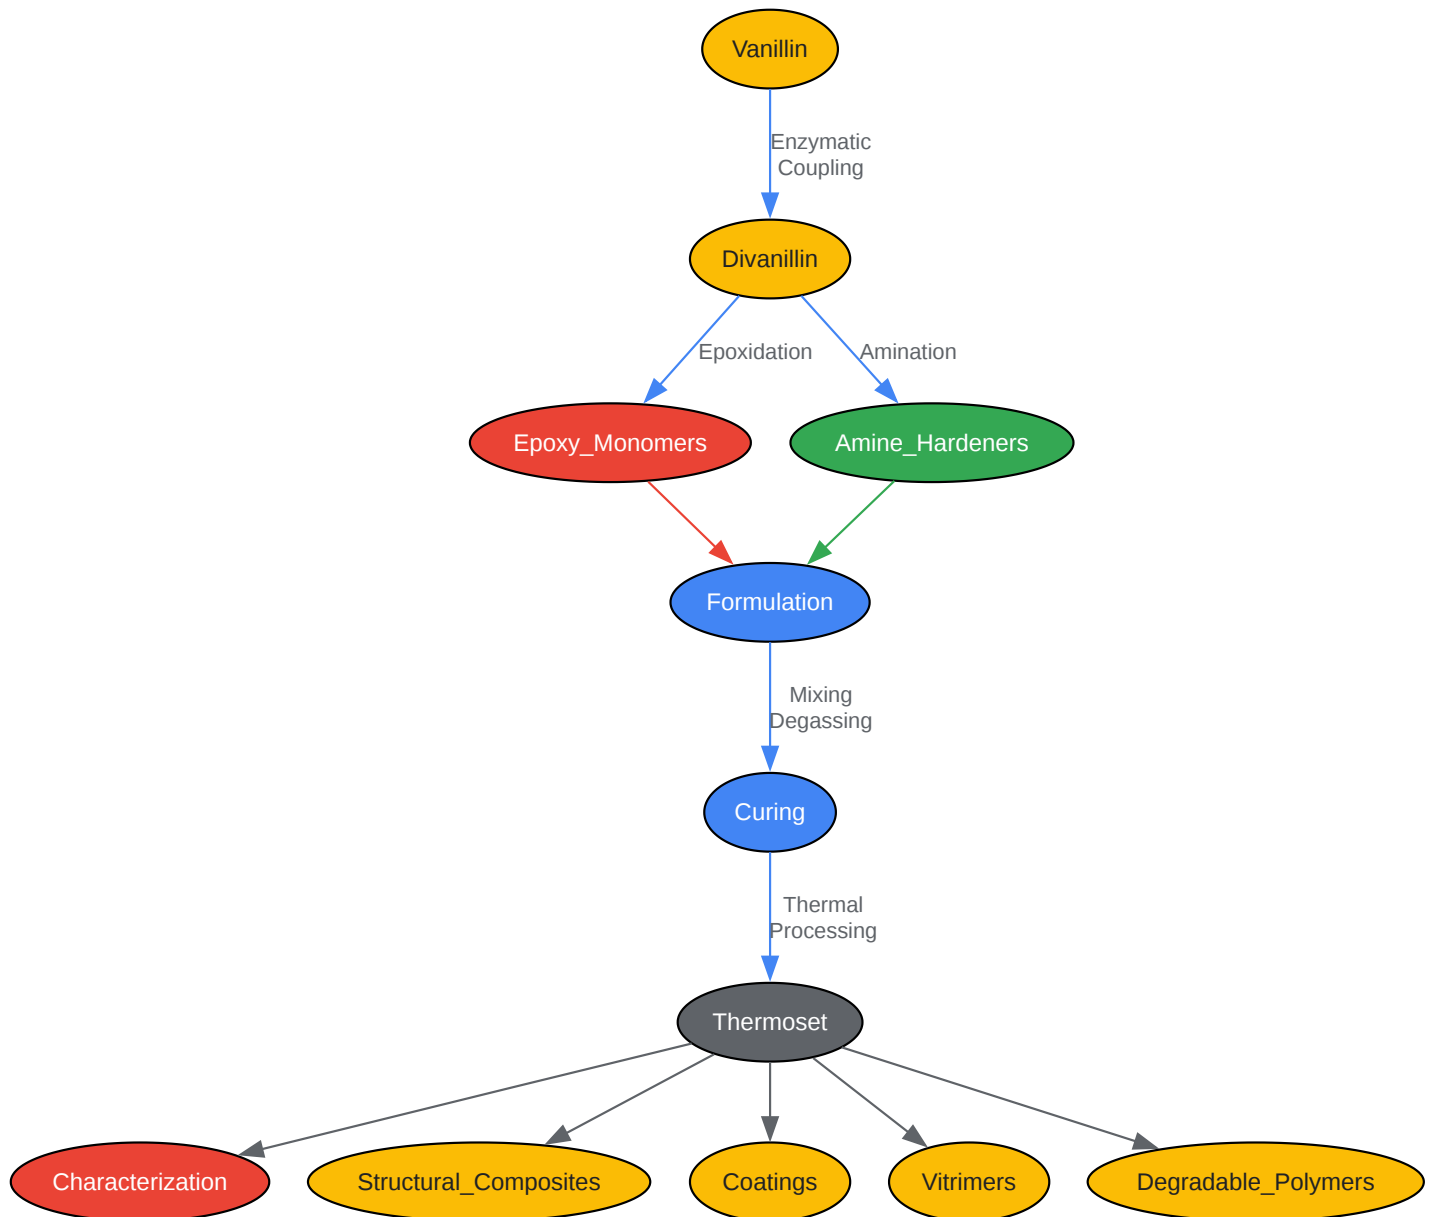 Vanillin
Enzymatic
Coupling
Divanillin
Epoxidation
Amination
Epoxy_Monomers
Amine_Hardeners
Formulation
Mixing
Degassing
Curing
Thermal
Processing
Thermoset
Characterization
Structural_Composites
Coatings
Vitrimers
Degradable_Polymers